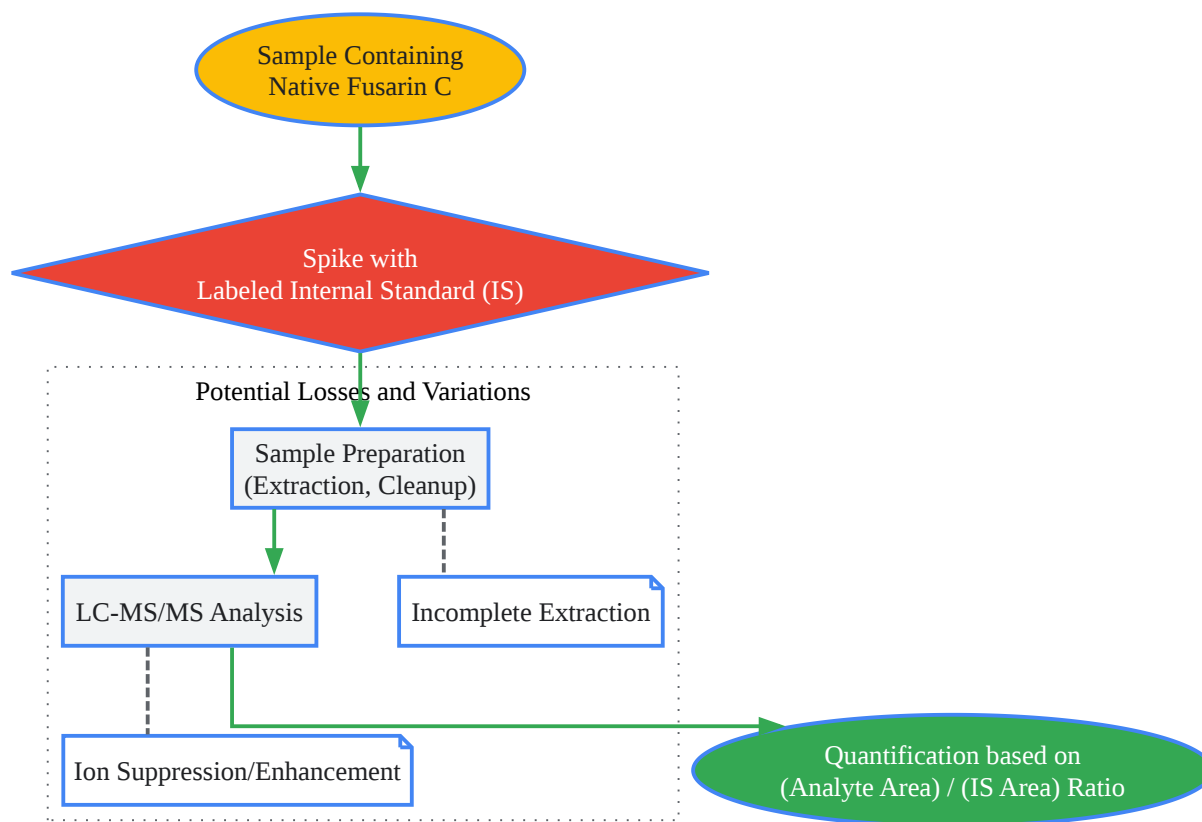 Sample Containing
Native Fusarin C
Spike with
Labeled Internal Standard (IS)
Potential Losses and Variations
Sample Preparation
(Extraction, Cleanup)
LC-MS/MS Analysis
Incomplete Extraction
Ion Suppression/Enhancement
Quantification based on
(Analyte Area) / (IS Area) Ratio